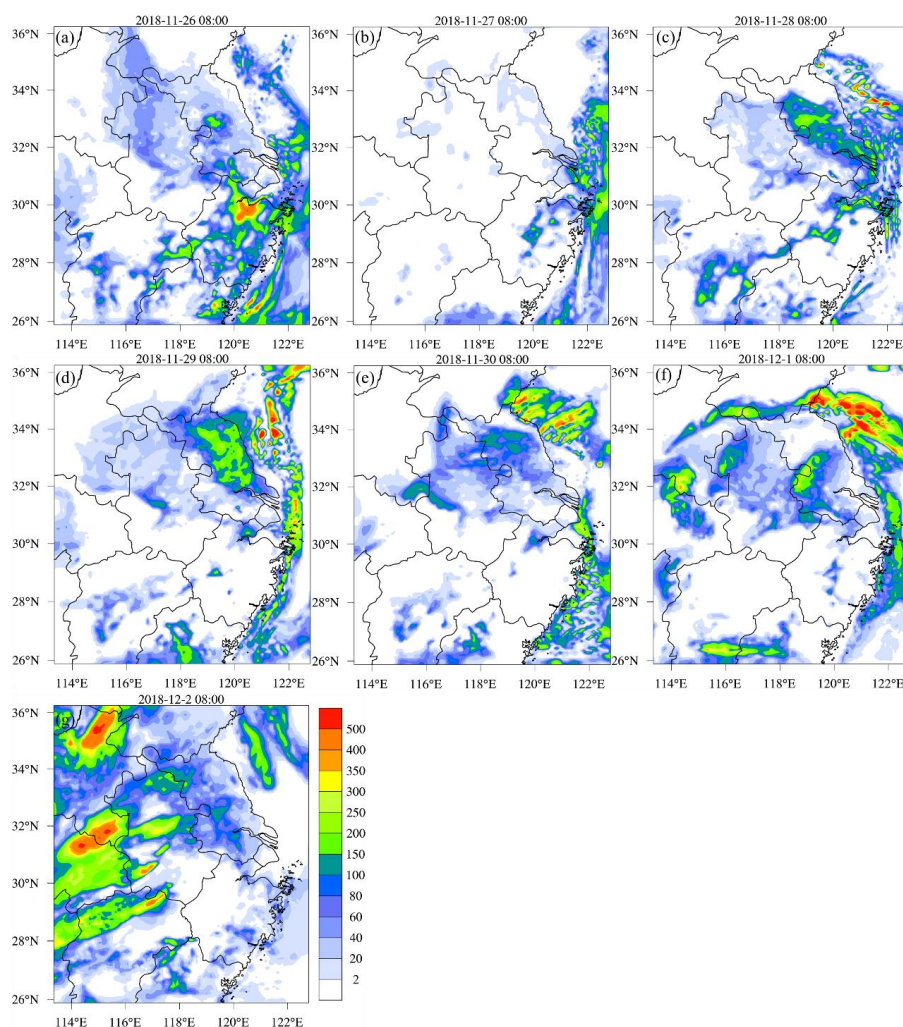 2018-11-26 08:00 2018-11-27 08:00 2018-11-28 08:00
(a) (b) (c)
36°N 36°N 36°N
34°N 34°N 34°N
32°N 32°N 32°N
30°N 30°N 30°N
28°N 28°N 28°N
26°N 26°N 26°N
114°E 116°E 118°E 120°E 122°E 114°E 116°E 118°E 120°E 122°E 114°E 116°E 118°E 120°E 122°E
2018-11-29 08:00 2018-11-30 08:00 2018-12-1 08:00
(d) (e) (f)
36°N 36°N 36°N
34°N 34°N 34°N
32°N 32°N 32°N
30°N 30°N 30°N
28°N 28°N 28°N
26°N 26°N 26°N
114°E 116°E 118°E 120°E 122°E 114°E 116°E 118°E 120°E 122°E 114°E 116°E 118°E 120°E 122°E
2018-12-2 08:00
(g)
36°N
34°N
32°N
30°N
28°N
26°N
114°E 116°E 118°E 120°E 122°E
500
400
350
300
250
200
150
100
80
60
40
20
2